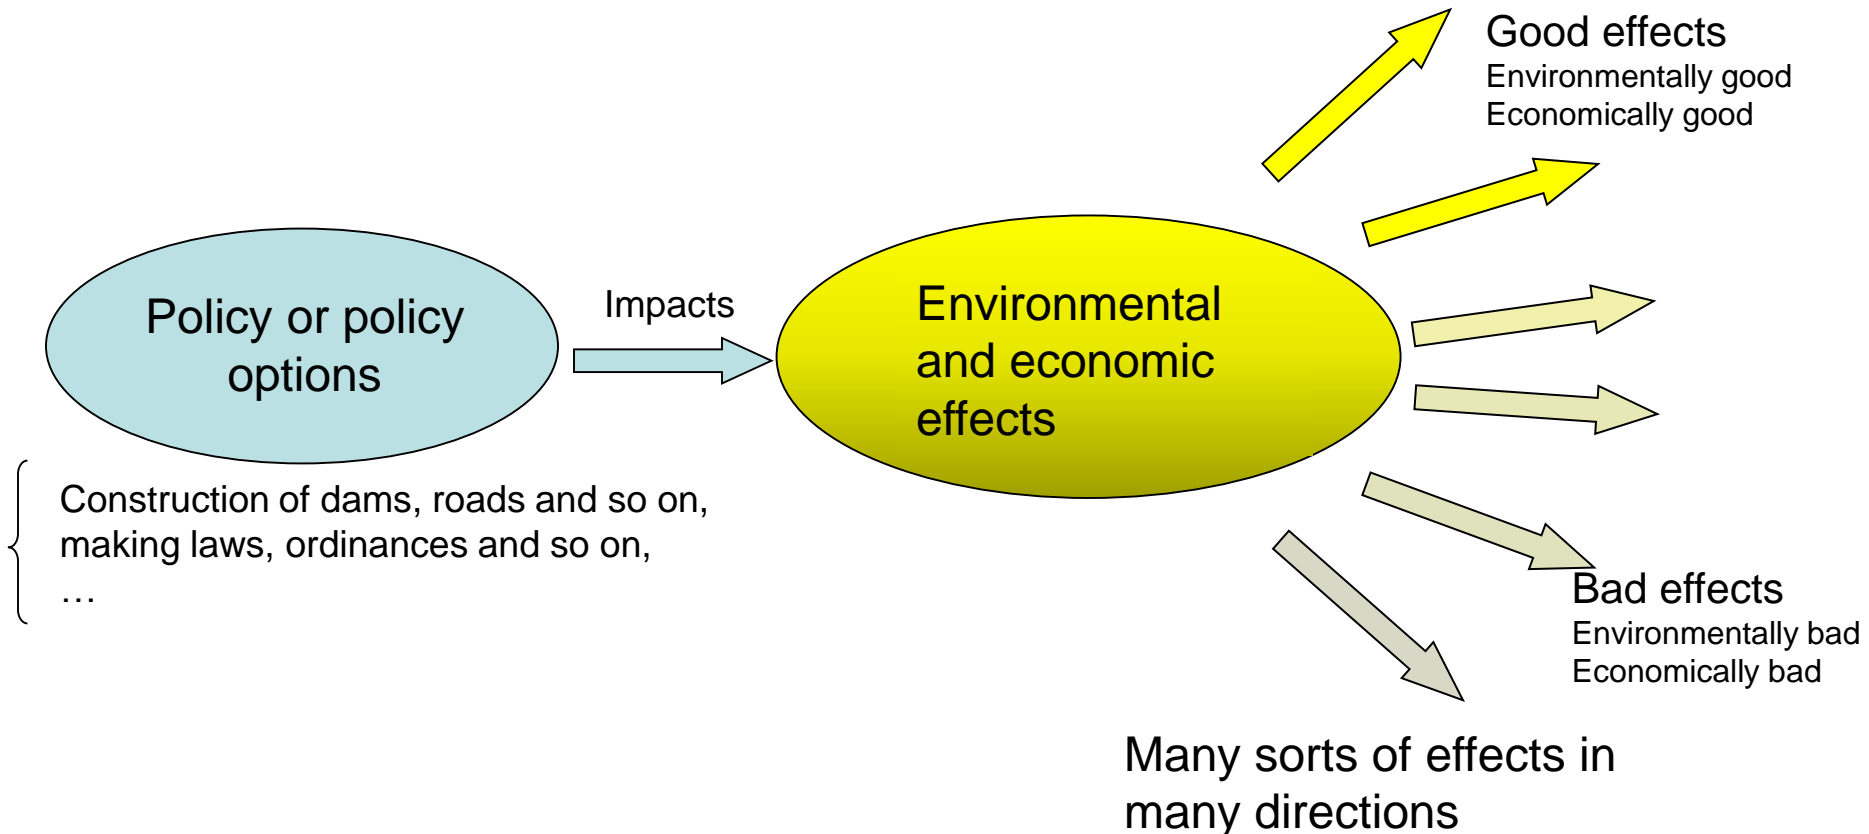 Good effects
Environmentally good
Economically good
Policy or policy
options
Impacts
Environmental
and economic
effects
Construction of dams, roads and so on,
making laws, ordinances and so on,
…
Bad effects
Environmentally bad
Economically bad
Many sorts of effects in
many directions